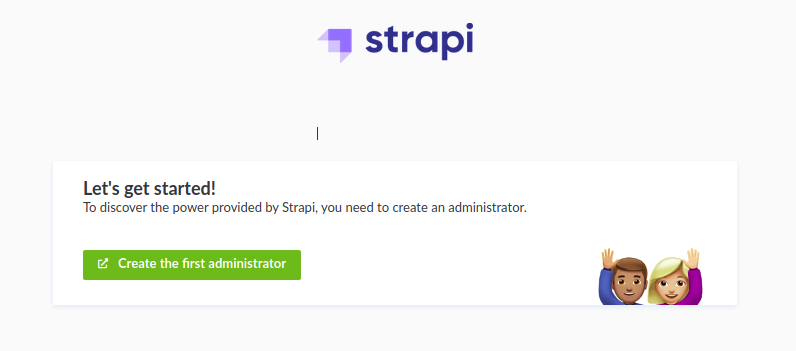 strapi
Let's get started!
To discover the power provided by Strapi, you need to create an administrator.
Create the first administrator